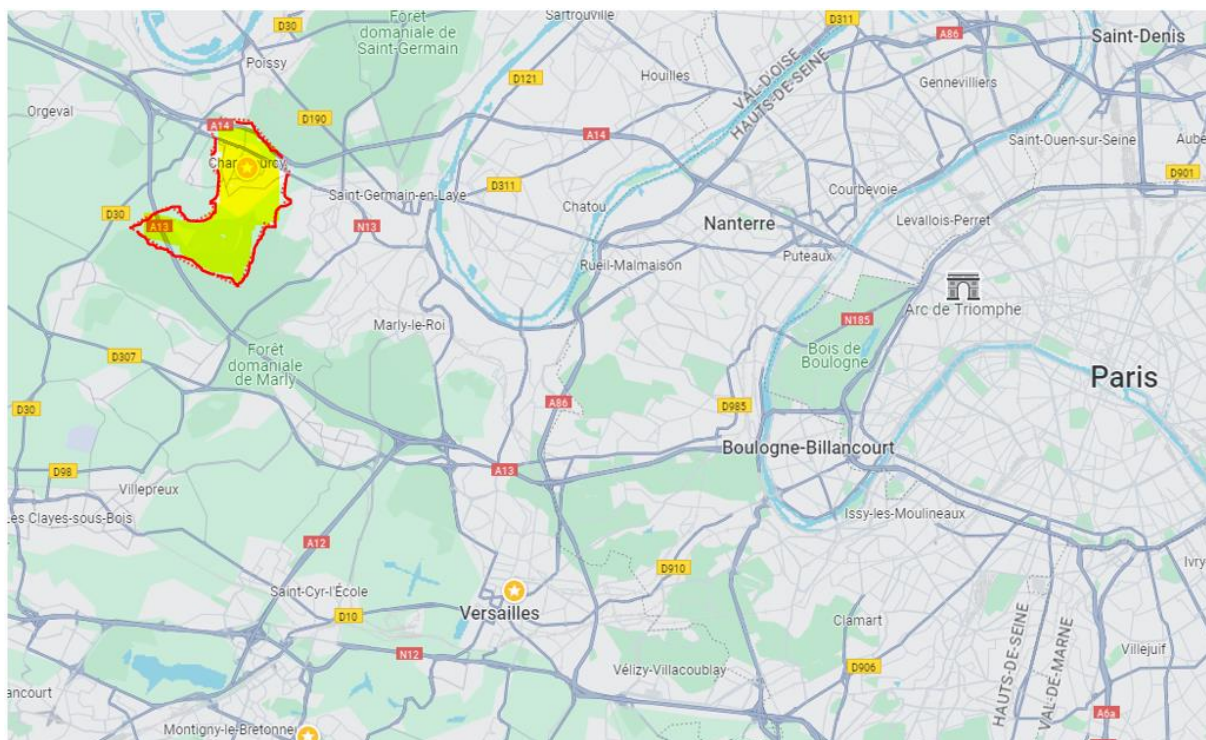 D30
Forêt
domaniale de
Saint-Germain
Sartrouville
D311
A86
Saint-Denis
Poissy
D121
Houilles
VAL-D'OISE
HAUTS-DE-SEINE
Gennevilliers
Orgeval
A14
D190
A14
Saint-Ouen-sur-Seine
D901
Saint-Germain-en-Laye
D311
Chatou
Courbevoie
D30
A13
N13
Nanterre
Levallois-Perret
Rueil-Malmaison
Puteaux
Arc de Triomphe
Marly-le-Roi
N185
Bois de
Boulogne
D307
Forêt
domaniale
de Marly
Paris
D30
A86
D985
Boulogne-Billancourt
D98
A13
Villepreux
Les Clayes-sous-Bois
Issy-les-Moulineaux
A12
D910
Saint-Cyr-l'École
Versailles
D10
Clamart
HAUTS-DE-SEINE
VAL-DE-MARNE
N12
Vélizy-Villacoublay
D906
Villejuif
A6a